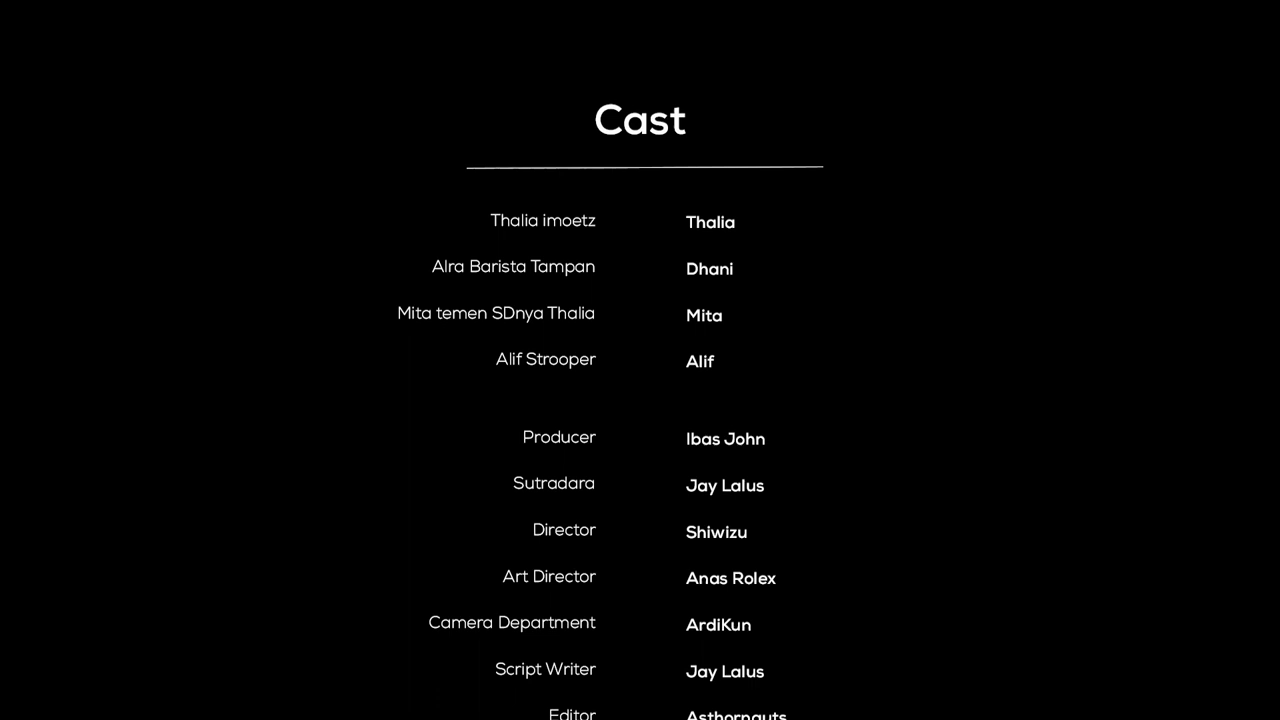 Cast
Thalia imoetz Thalia
Alra Barista Tampan Dhani
Mita temen SDnya Thalia Mita
Alif Strooper Alif
Producer Ibas John
Sutradara Jay Lalus
Director Shiwizu
Art Director Anas Rolex
Camera Department ArdiKun
Script Writer Jay Lalus
Editor Asthornauts